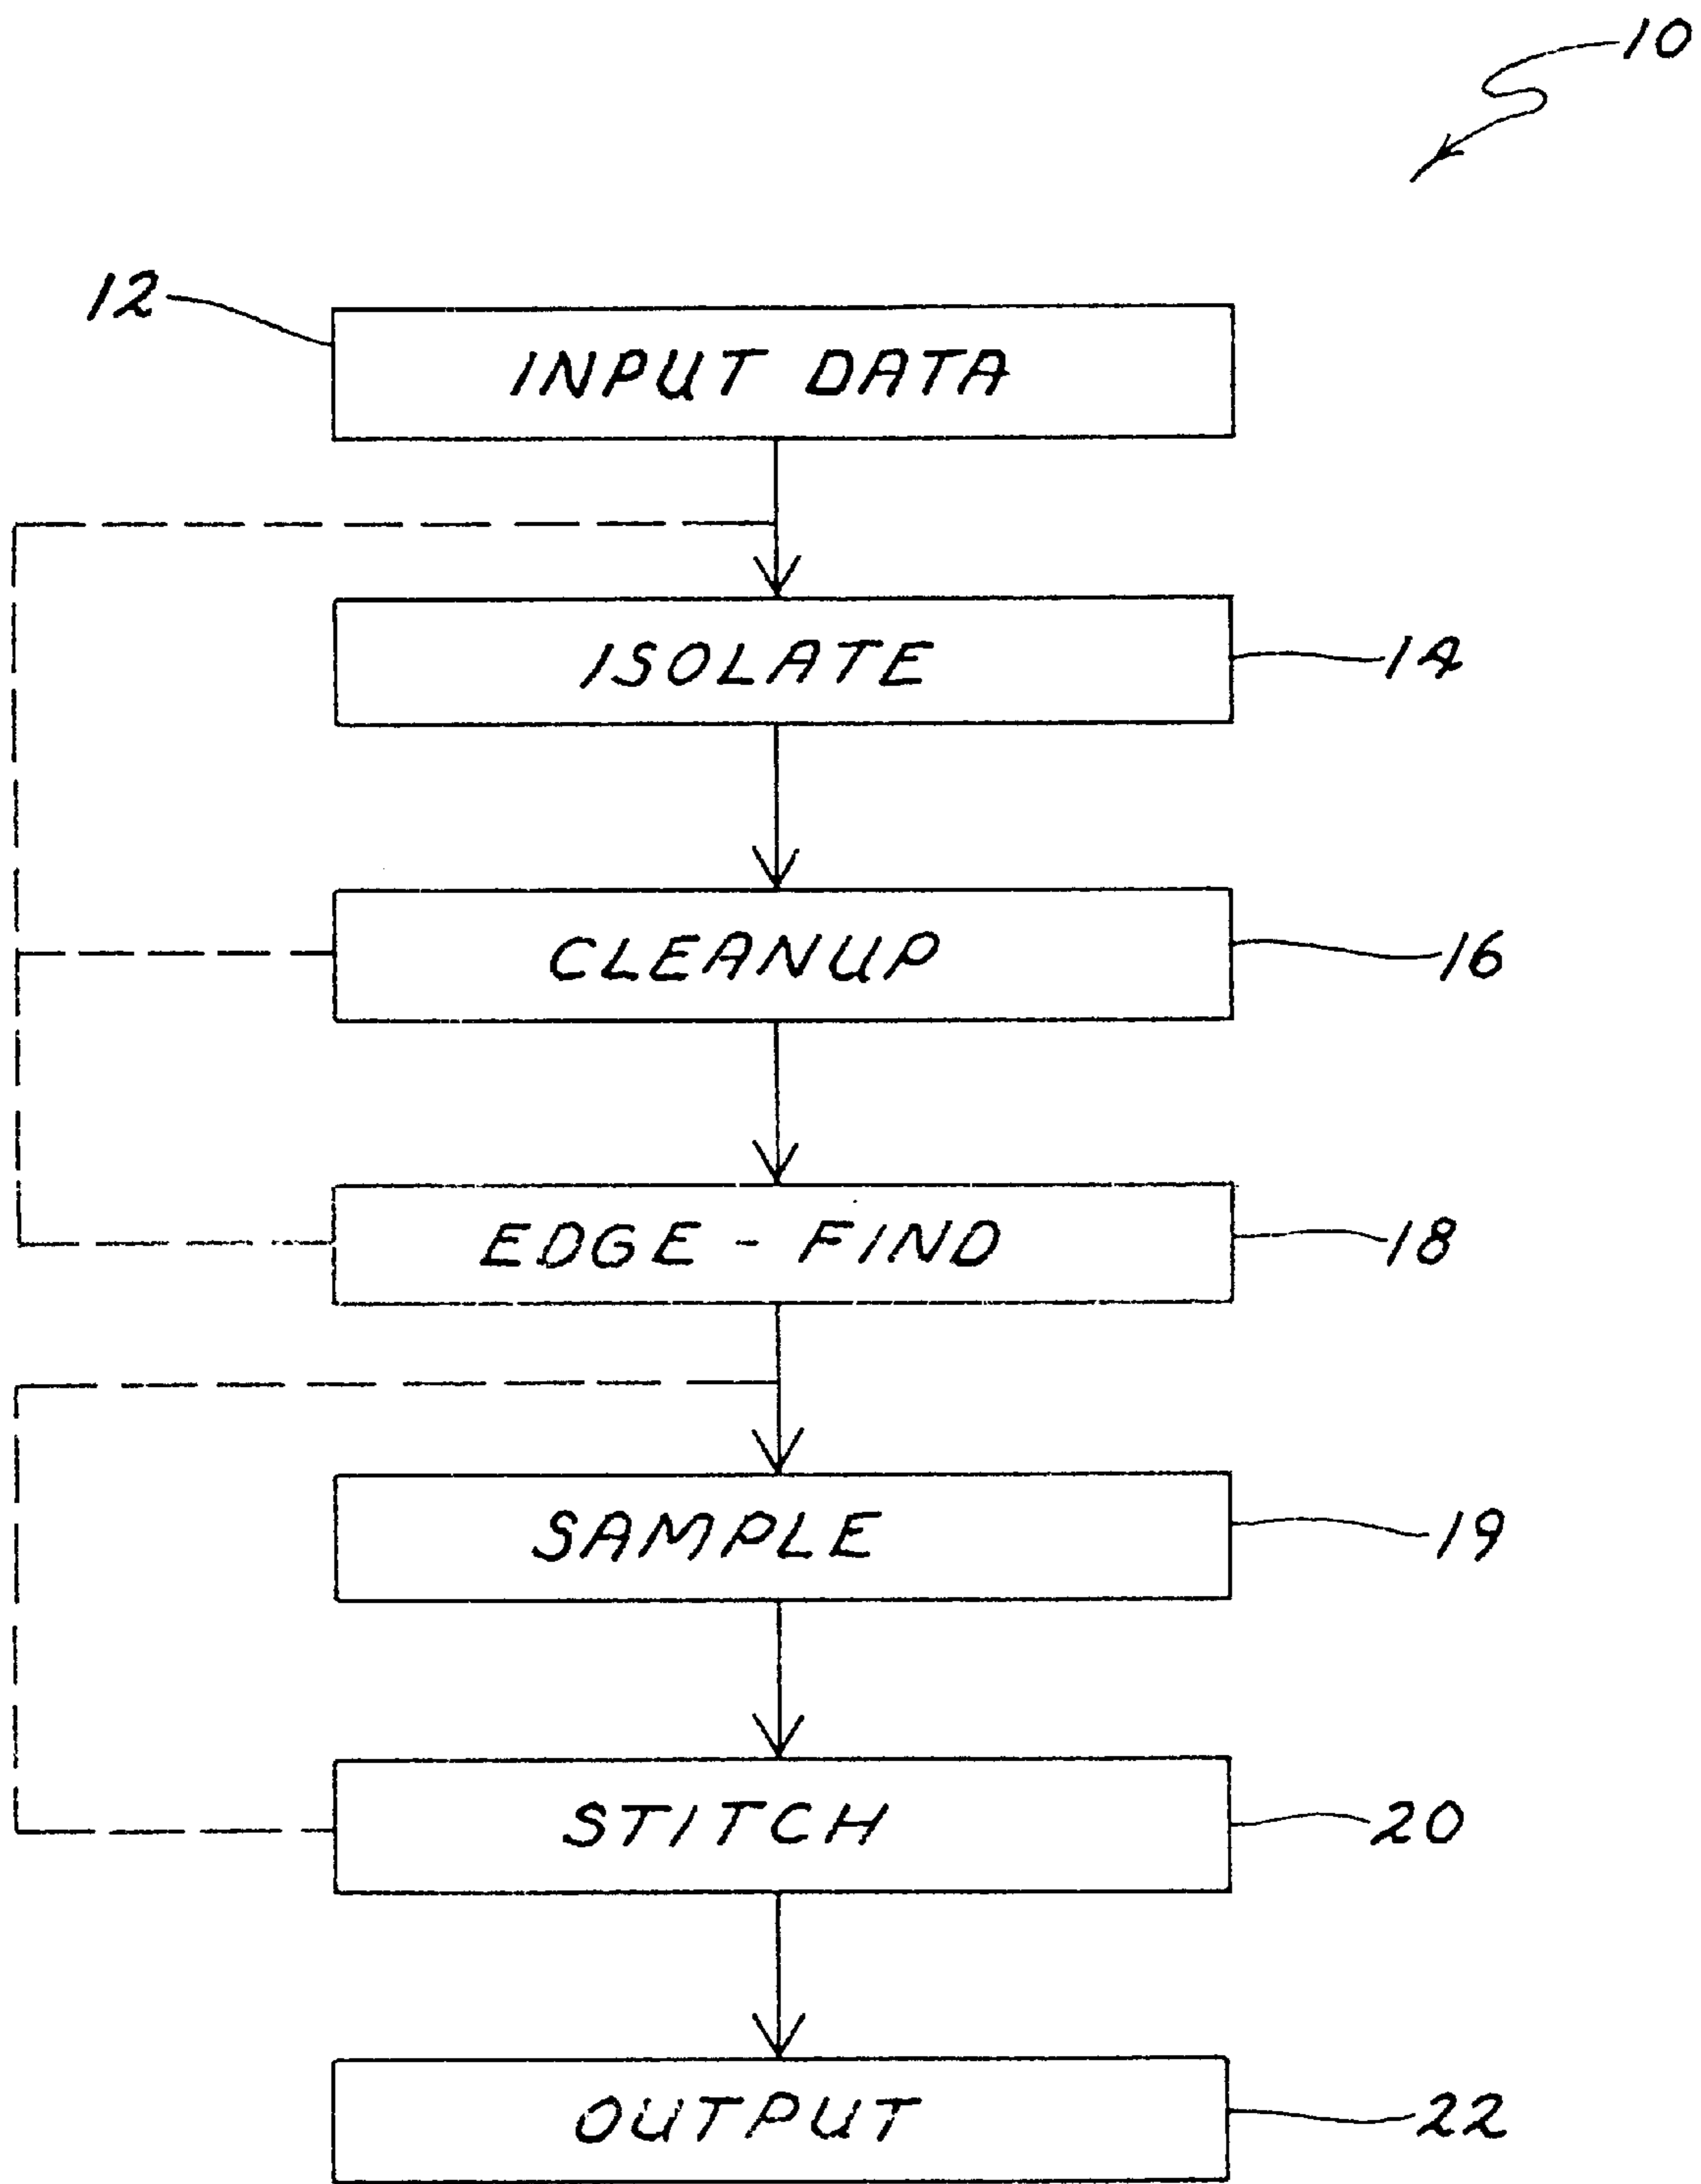 10
12
INPUT DATA
ISOLATE
14
CLEANUP
16
EDGE - FIND
18
SAMPLE
19
STITCH
20
OUTPUT
22